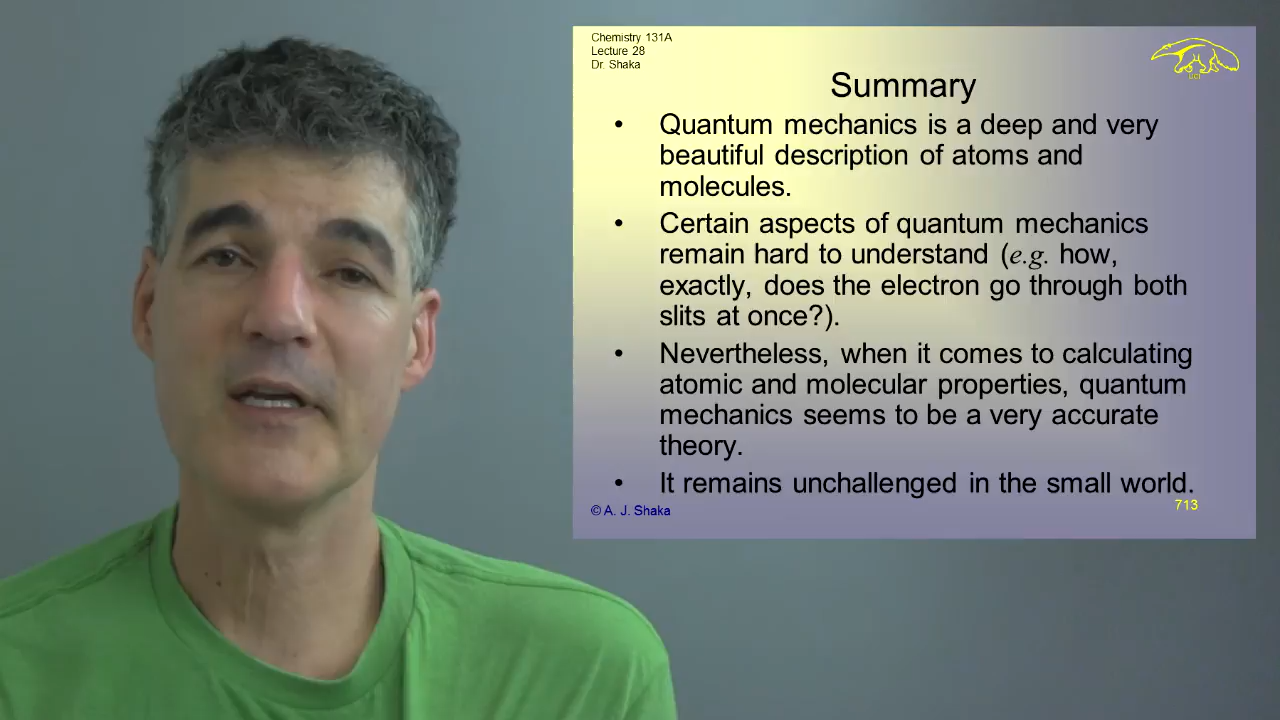 Chemistry 131A
Lecture 28
Dr. Shaka
UCI
Summary
• Quantum mechanics is a deep and very
beautiful description of atoms and
molecules.
• Certain aspects of quantum mechanics
remain hard to understand (e.g. how,
exactly, does the electron go through both
slits at once?).
• Nevertheless, when it comes to calculating
atomic and molecular properties, quantum
mechanics seems to be a very accurate
theory.
• It remains unchallenged in the small world.
© A. J. Shaka
713